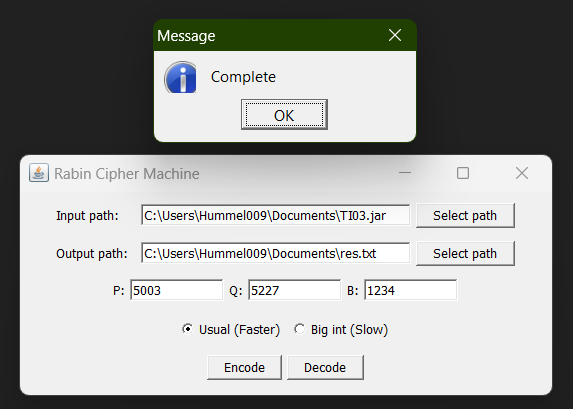 Message
Complete
OK
Rabin Cipher Machine
Input path: C:\Users\Hummel009\Documents\TI03.jar Select path
Output path: C:\Users\Hummel009\Documents\res.txt Select path
P: 5003 Q: 5227 B: 1234
Usual (Faster) Big int (Slow)
Encode Decode